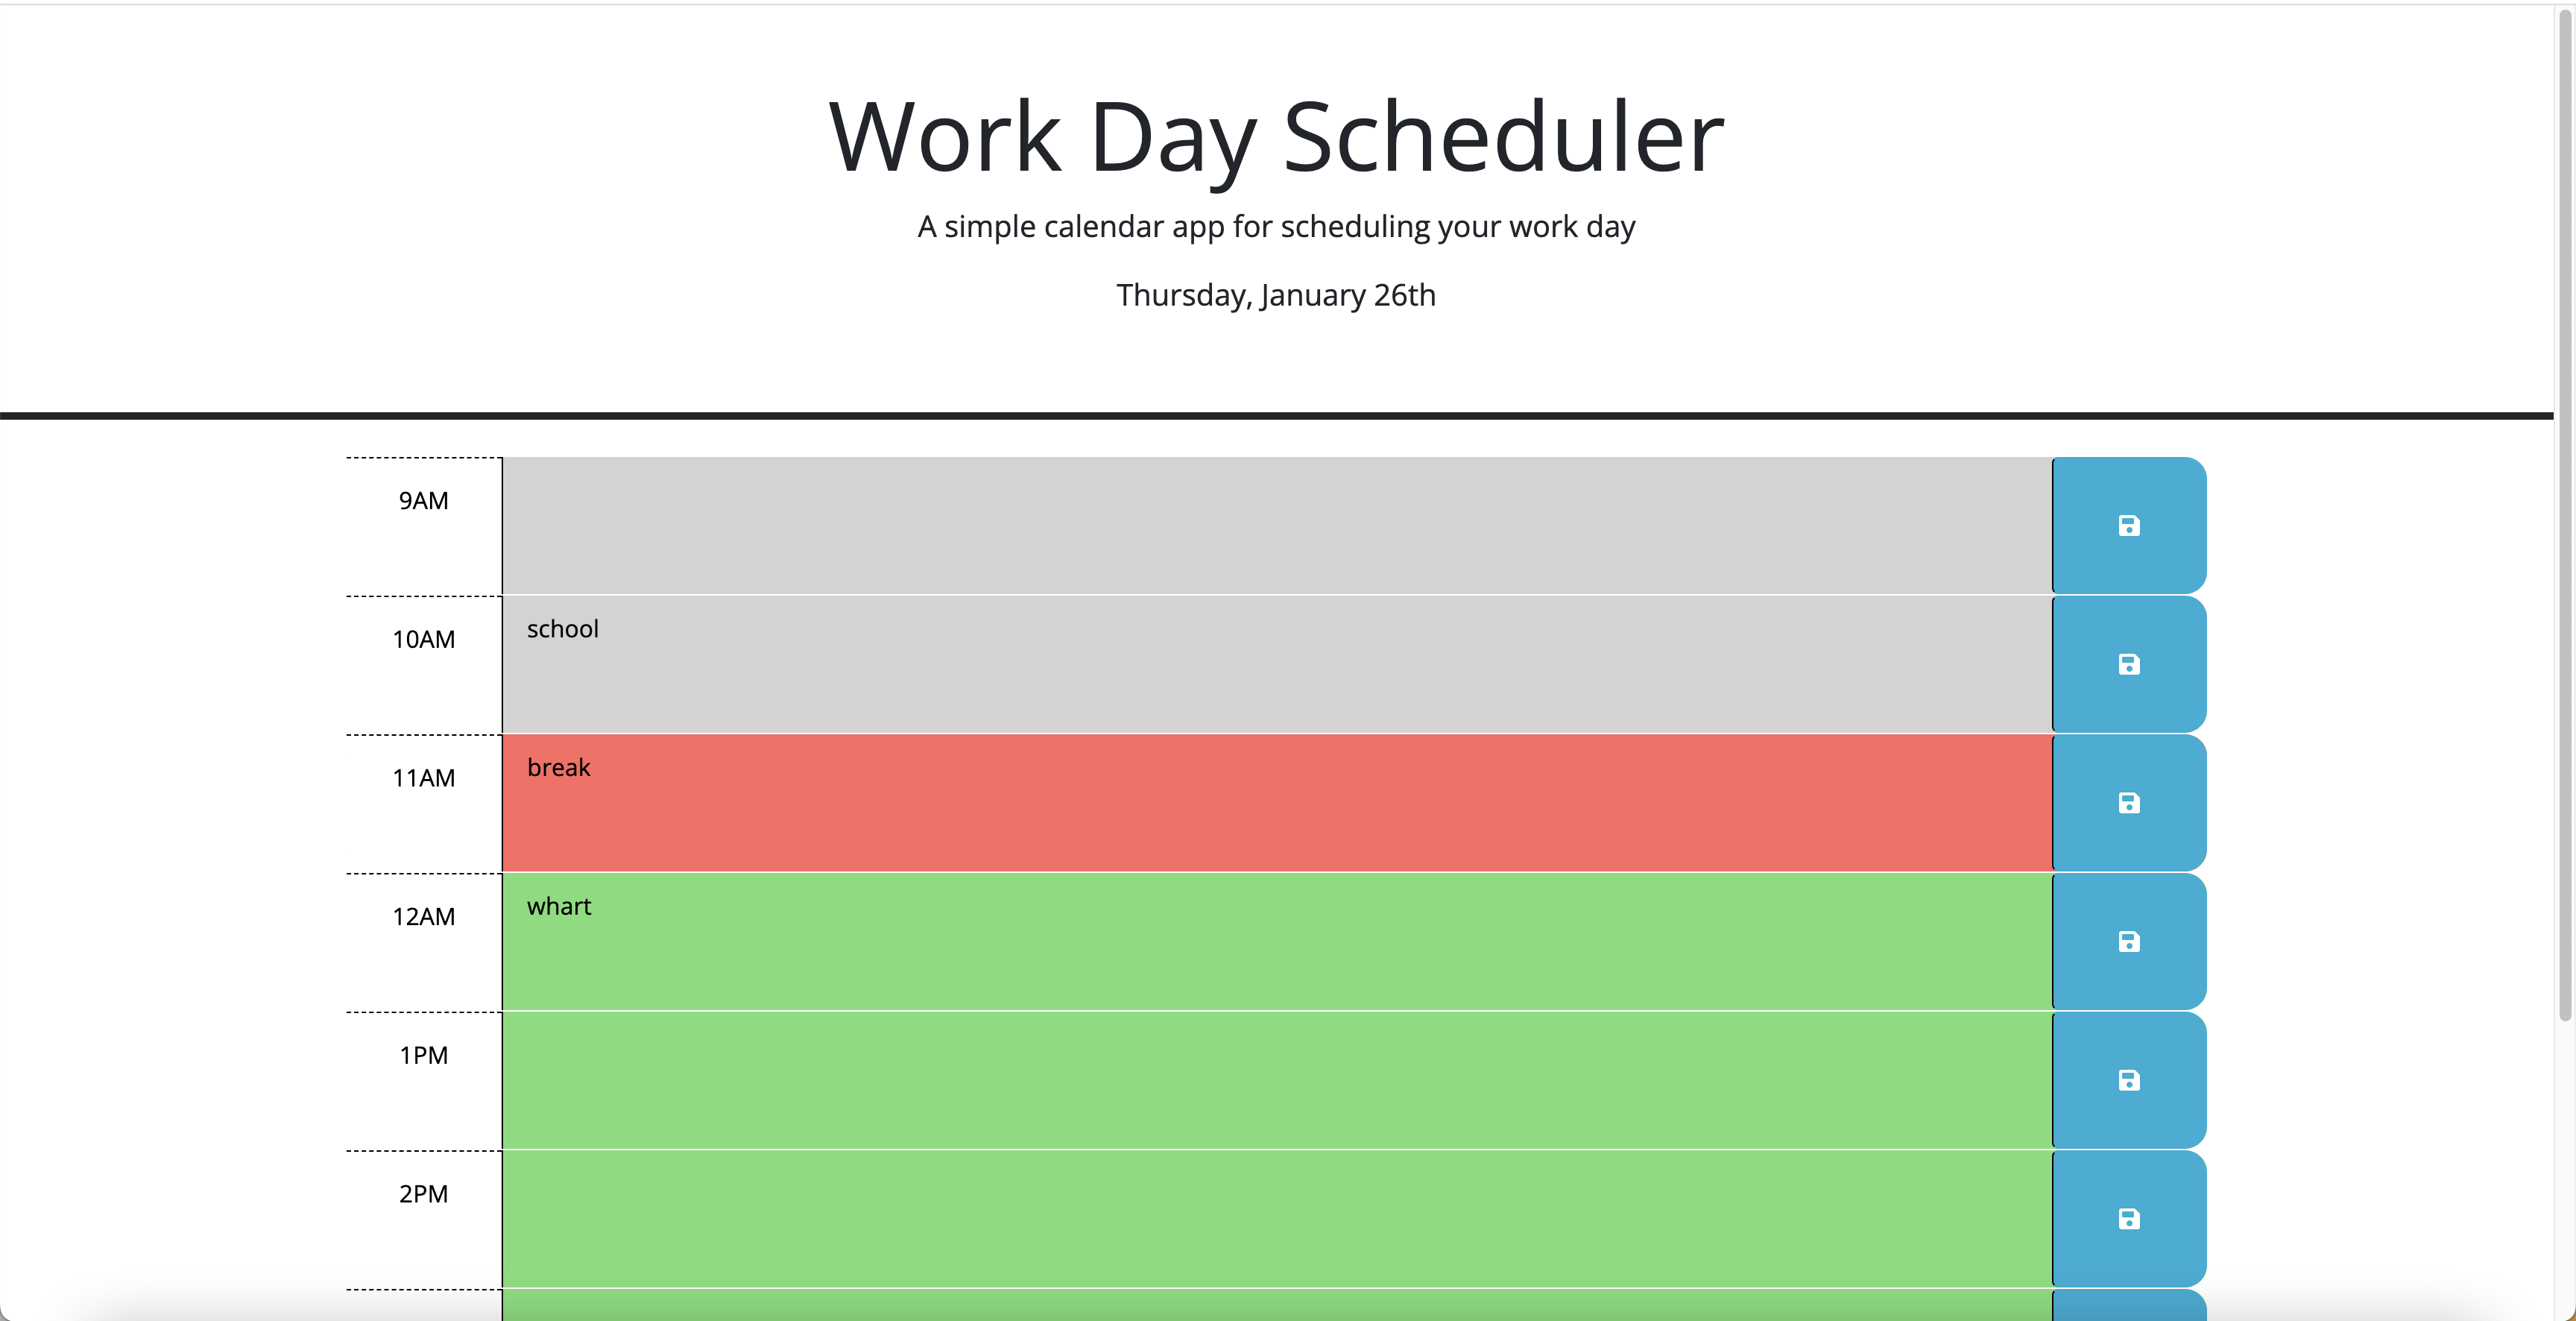 Work Day Scheduler
A simple calendar app for scheduling your work day
Thursday, January 26th
9AM
10AM
school
11AM
break
12AM
whart
1PM
2PM